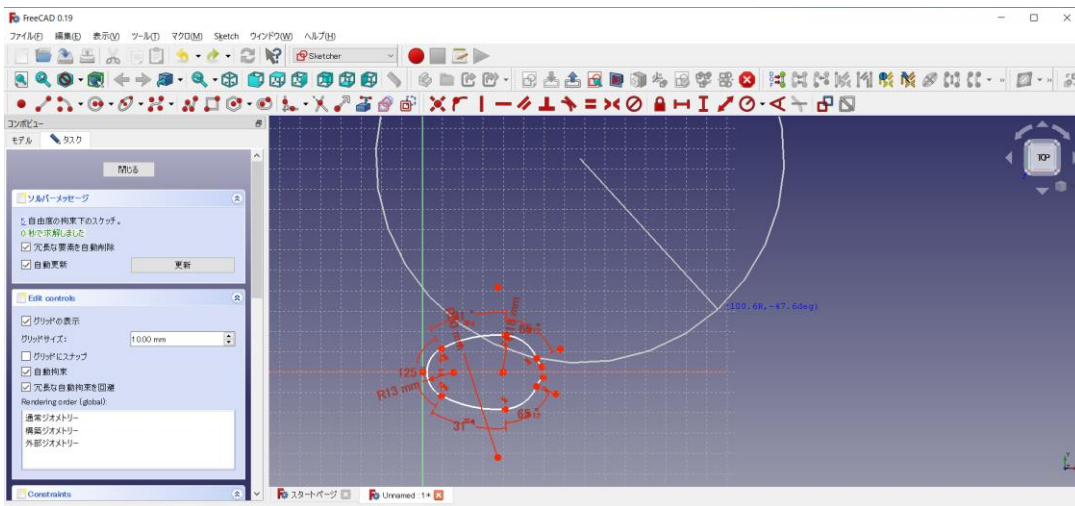 FreeCAD 0.19
ファイル(F) 編集(E) 表示(V) ツール(T) マクロ(M) Sketch ウィンドウ(W) ヘルプ(H)
Sketcher
コンボビュー
モデル タスク
閉じる
ソルバーメッセージ
5 自由度の拘束下のスケッチ。
0 秒で求解しました
冗長な要素を自動削除
自動更新 更新
Edit controls
グリッドの表示
グリッドサイズ: 10.00 mm
グリッドにスナップ
自動拘束
冗長な自動拘束を回避
Rendering order (global):
通常ジオメトリー
構築ジオメトリー
外部ジオメトリー
Constraints
TOP
100.6R,-47.6deg)
125
R13 mm
31°
65°
スタートページ
Unnamed : 1*